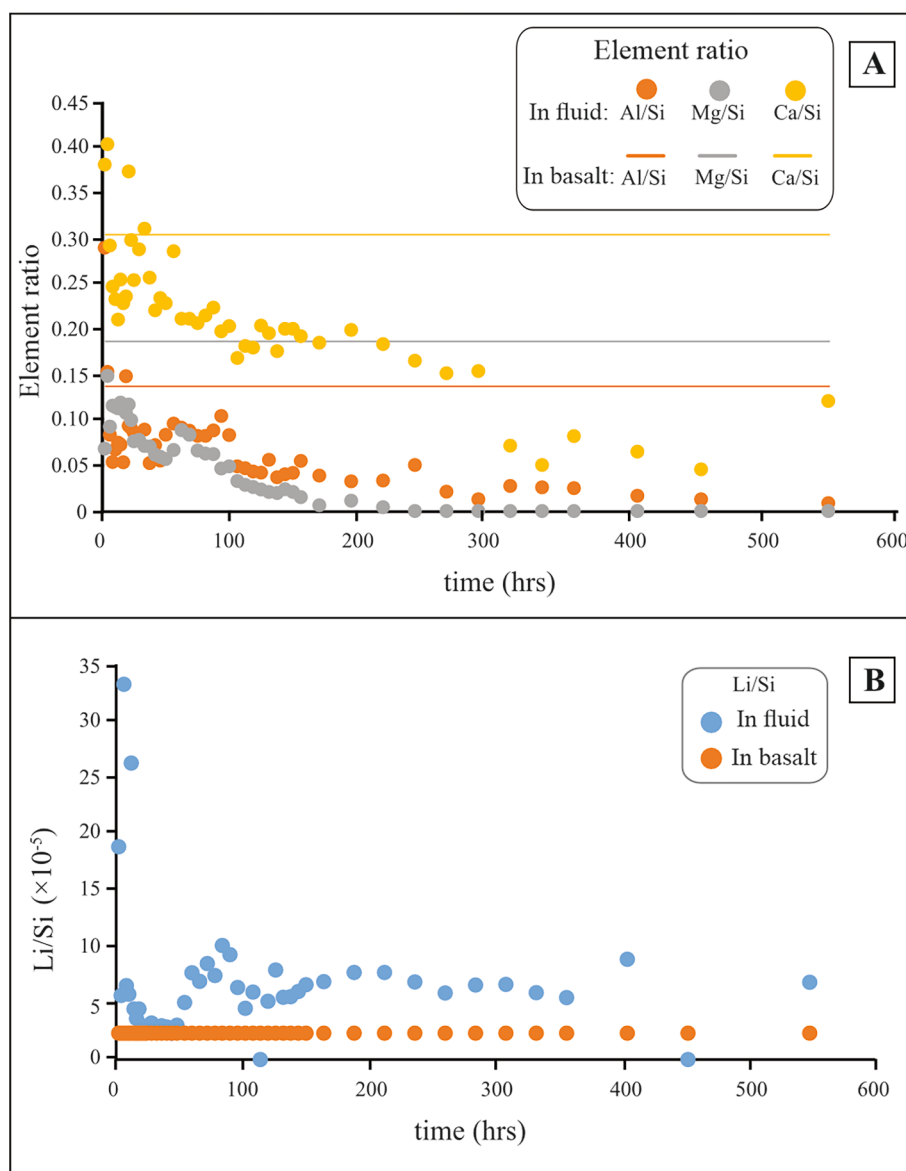 A
Element ratio
In fluid: Al/Si Mg/Si Ca/Si
In basalt: Al/Si Mg/Si Ca/Si
0.45
0.40
0.35
0.30
0.25
0.20
0.15
0.10
0.05
0
Element ratio
0 100 200 300 400 500 600
time (hrs)
B
Li/Si
In fluid
In basalt
35
30
25
20
15
10
5
0
Li/Si (×10⁻⁵)
0 100 200 300 400 500 600
time (hrs)